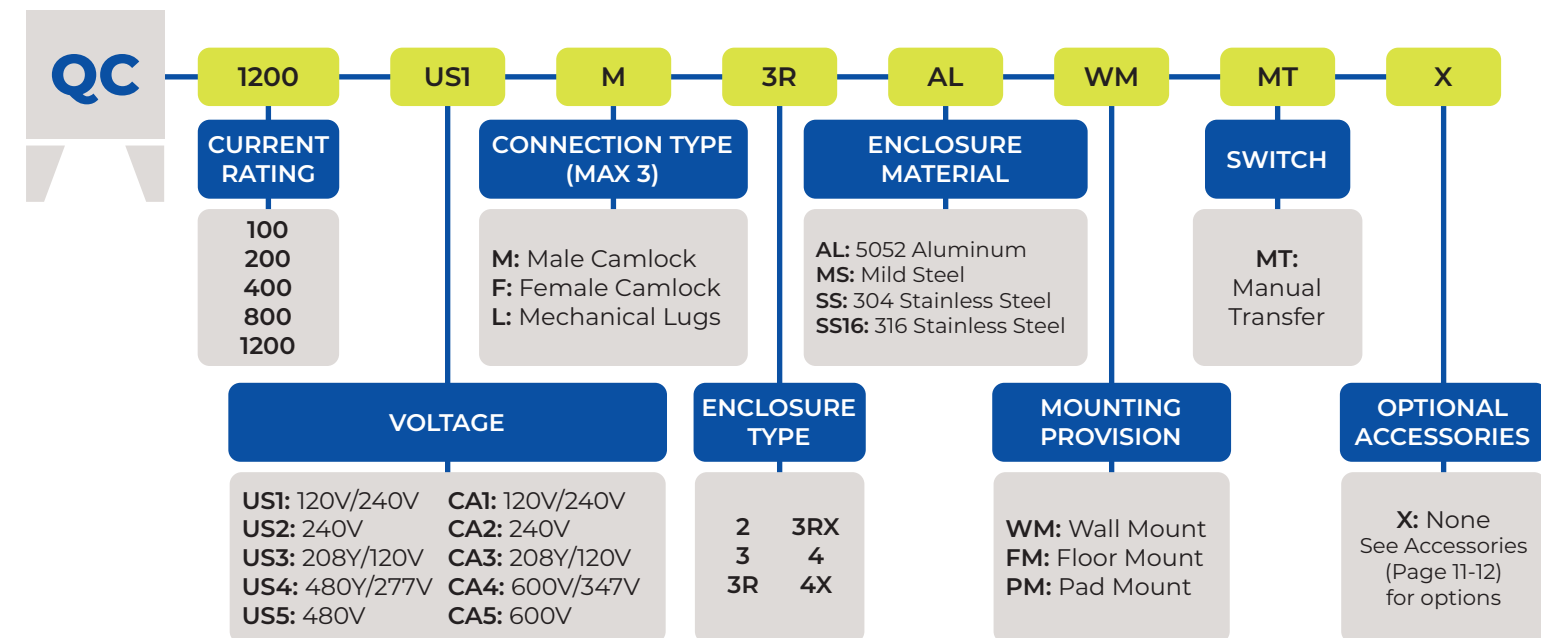 QC
1200 US1 M 3R AL WM MT X
CURRENT
RATING
100
200
400
800
1200
CONNECTION TYPE
(MAX 3)
M: Male Camlock
F: Female Camlock
L: Mechanical Lugs
ENCLOSURE
MATERIAL
AL: 5052 Aluminum
MS: Mild Steel
SS: 304 Stainless Steel
SS16: 316 Stainless Steel
SWITCH
MT:
Manual
Transfer
VOLTAGE
US1: 120V/240V CA1: 120V/240V
US2: 240V CA2: 240V
US3: 208Y/120V CA3: 208Y/120V
US4: 480Y/277V CA4: 600V/347V
US5: 480V CA5: 600V
ENCLOSURE
TYPE
2 3RX
3 4
3R 4X
MOUNTING
PROVISION
WM: Wall Mount
FM: Floor Mount
PM: Pad Mount
OPTIONAL
ACCESSORIES
X: None
See Accessories
(Page 11-12)
for options